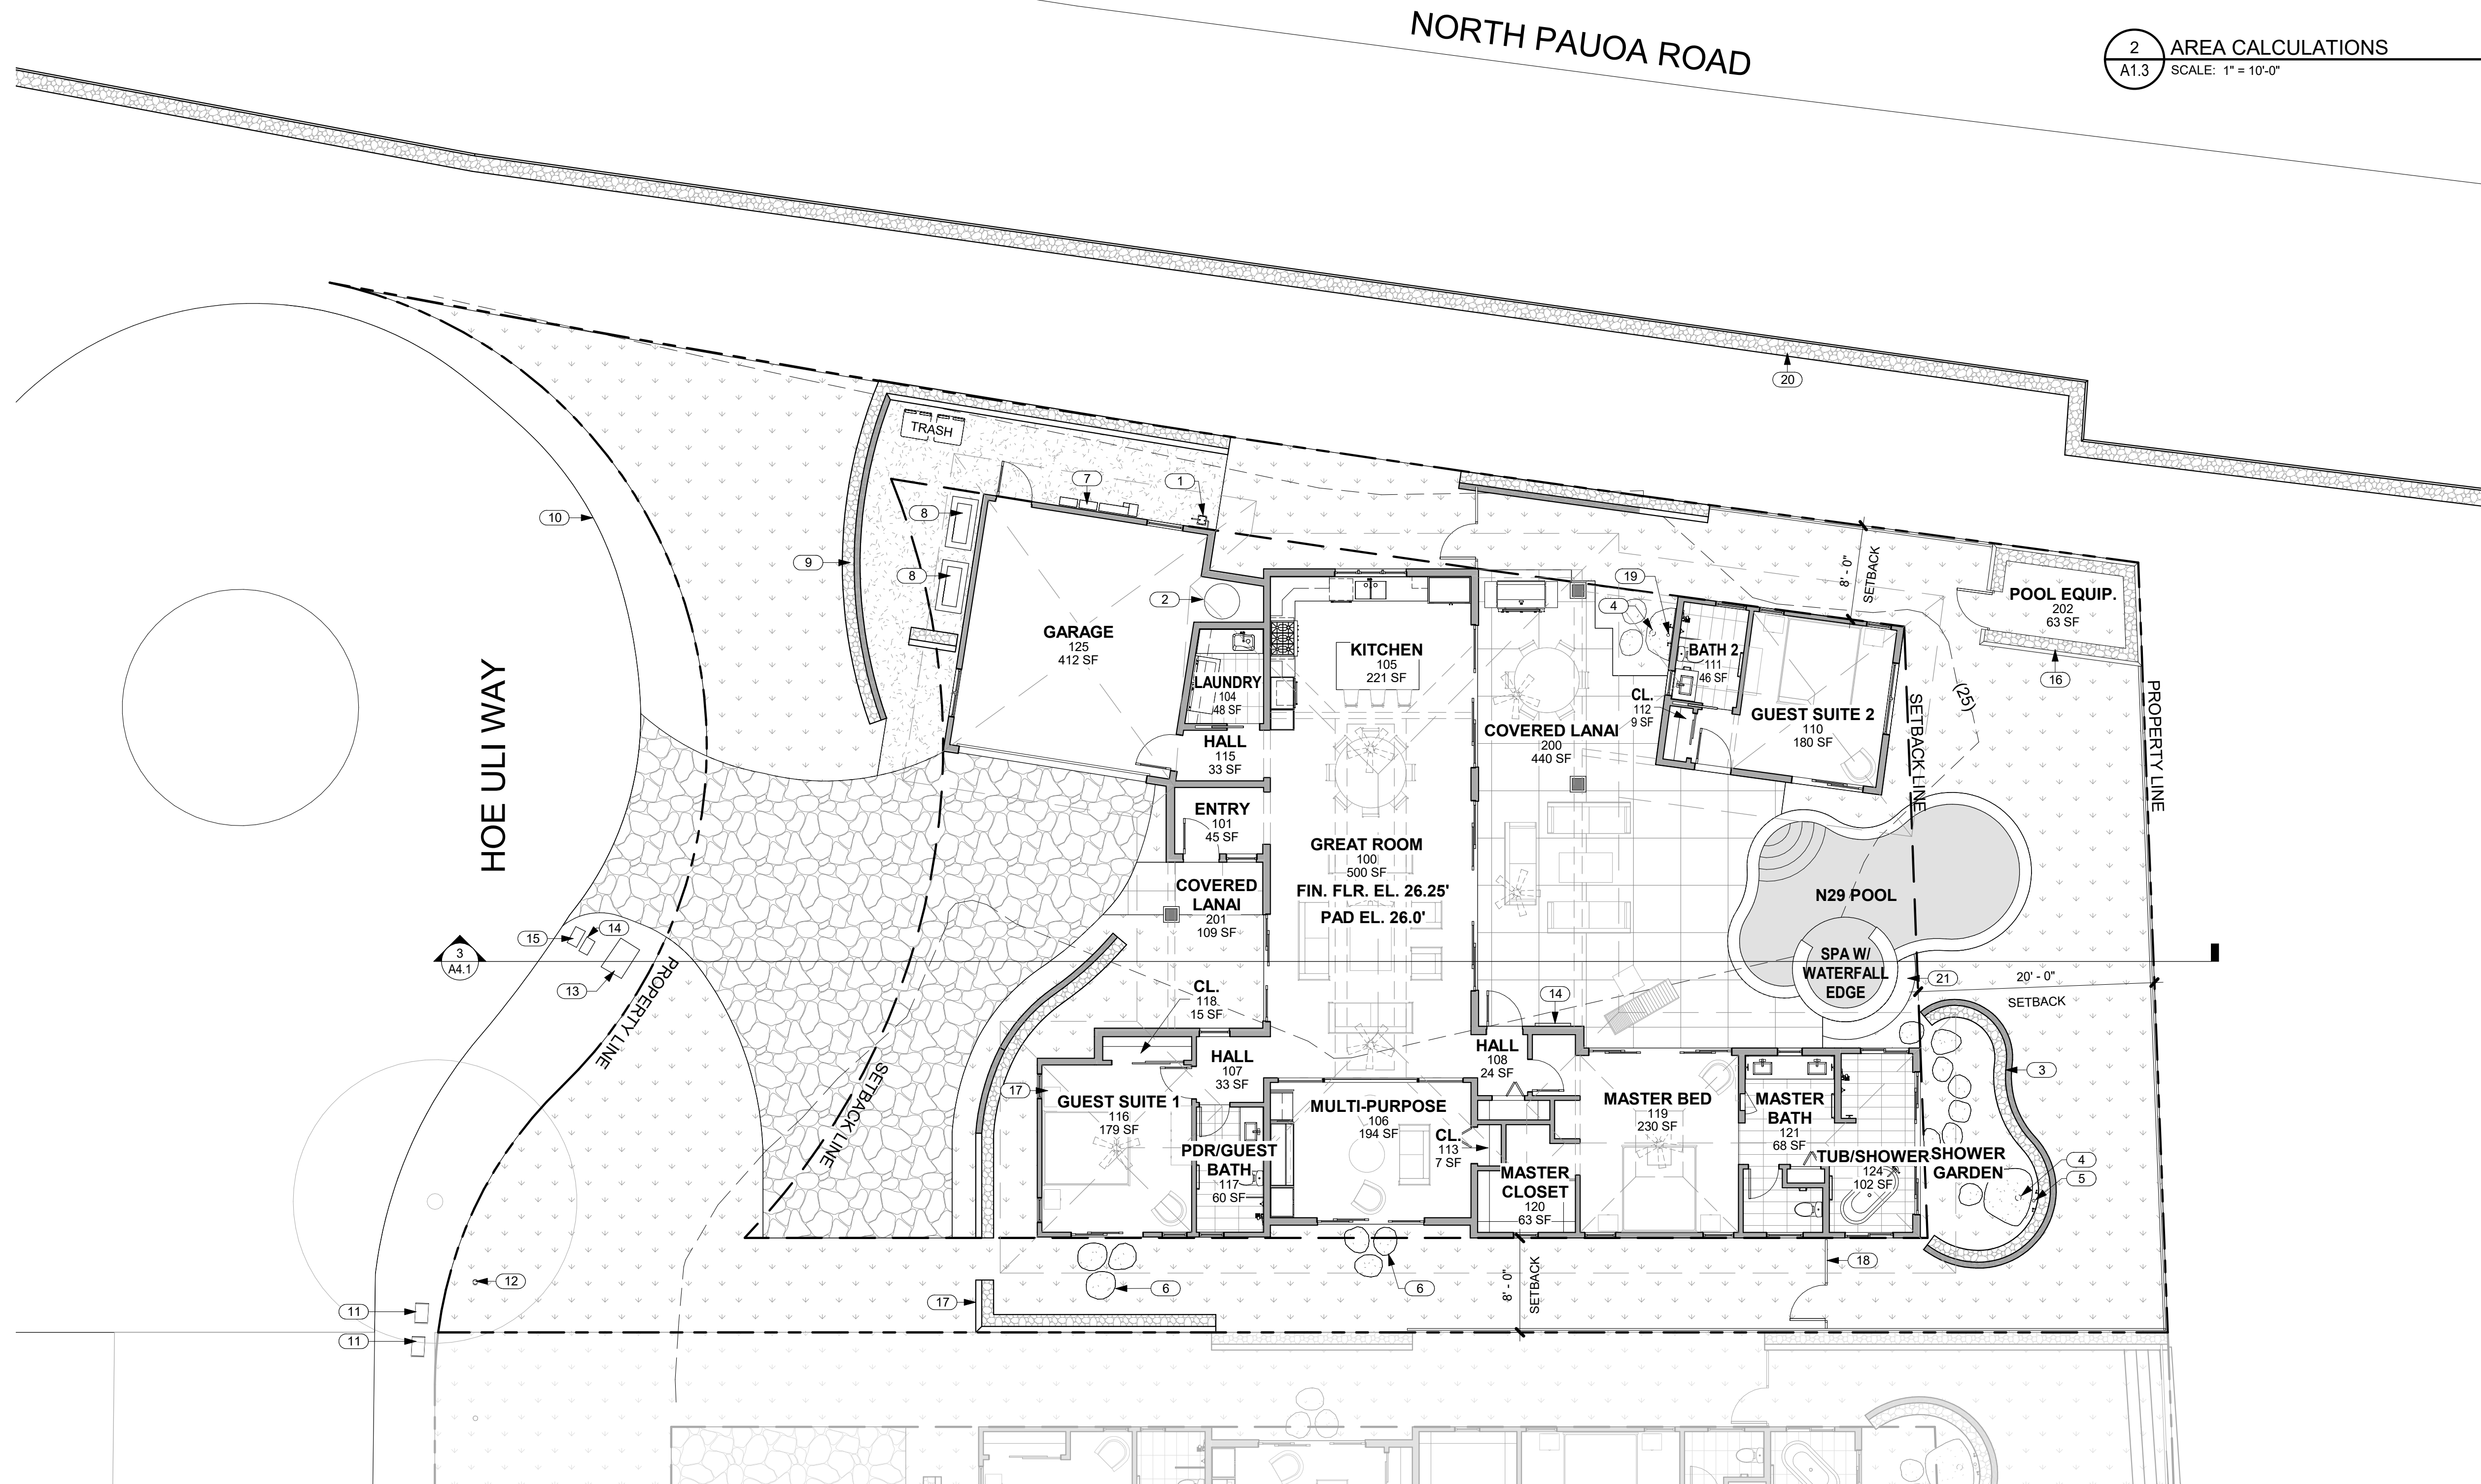 NORTH PAUOA ROAD
2
A1.3
AREA CALCULATIONS
SCALE: 1" = 10'-0"
20
TRASH
7
1
8
10
9
8
2
19
4
8' - 0"
SETBACK
POOL EQUIP.
202
63 SF
16
GARAGE
125
412 SF
KITCHEN
105
221 SF
LAUNDRY
104
48 SF
BATH 2
111
46 SF
CL.
112
9 SF
GUEST SUITE 2
110
180 SF
(25)
SETBACK LINE
PROPERTY LINE
HOE ULI WAY
HALL
115
33 SF
COVERED LANAI
200
440 SF
ENTRY
101
45 SF
GREAT ROOM
100
500 SF
FIN. FLR. EL. 26.25'
PAD EL. 26.0'
COVERED
LANAI
201
109 SF
N29 POOL
SPA W/
WATERFALL
EDGE
21
20' - 0"
SETBACK
3
A4.1
15
14
13
PROPERTY LINE
CL.
118
15 SF
14
HALL
108
24 SF
HALL
107
33 SF
17
GUEST SUITE 1
116
179 SF
SETBACK LINE
MULTI-PURPOSE
106
194 SF
CL.
113
7 SF
MASTER BED
119
230 SF
MASTER
BATH
121
68 SF
3
PDR/GUEST
BATH
117
60 SF
MASTER
CLOSET
120
63 SF
TUB/SHOWER
124
102 SF
SHOWER
GARDEN
4
5
18
12
6
6
8' - 0"
SETBACK
17
11
11